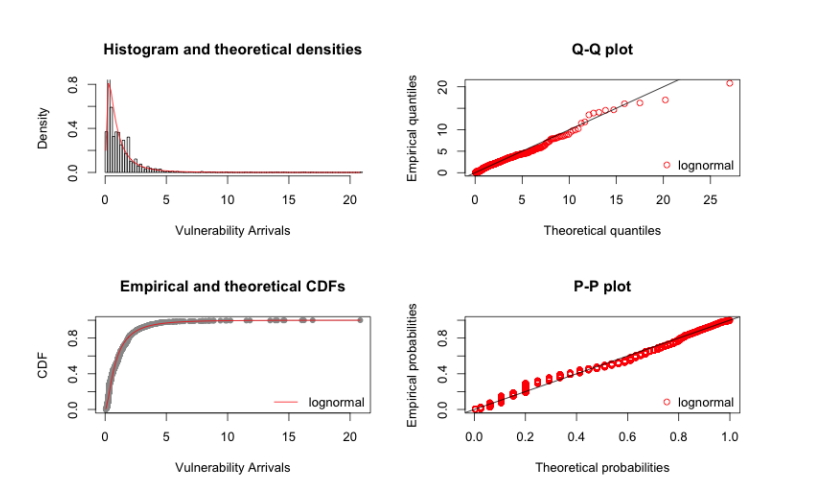 Histogram and theoretical densities
Density
0.0 0.4 0.8
0 5 10 15 20
Vulnerability Arrivals
Q-Q plot
Empirical quantiles
0 5 10 20
lognormal
0 5 10 15 20 25
Theoretical quantiles
Empirical and theoretical CDFs
CDF
0.0 0.4 0.8
lognormal
0 5 10 15 20
Vulnerability Arrivals
P-P plot
Empirical probabilities
0.0 0.4 0.8
lognormal
0.0 0.2 0.4 0.6 0.8 1.0
Theoretical probabilities